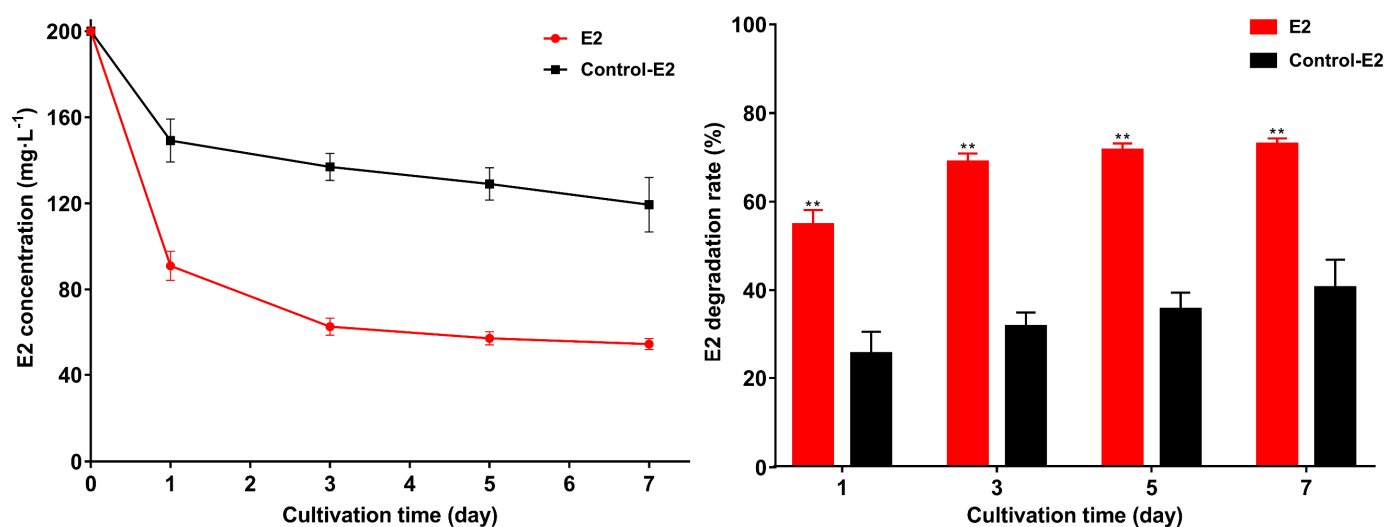 E2 concentration (mg·L⁻¹)
200
160
120
80
40
0
0 1 2 3 4 5 6 7
Cultivation time (day)
E2
Control-E2
E2 degradation rate (%)
100
80
60
40
20
0
** ** ** **
1 3 5 7
Cultivation time (day)
E2
Control-E2